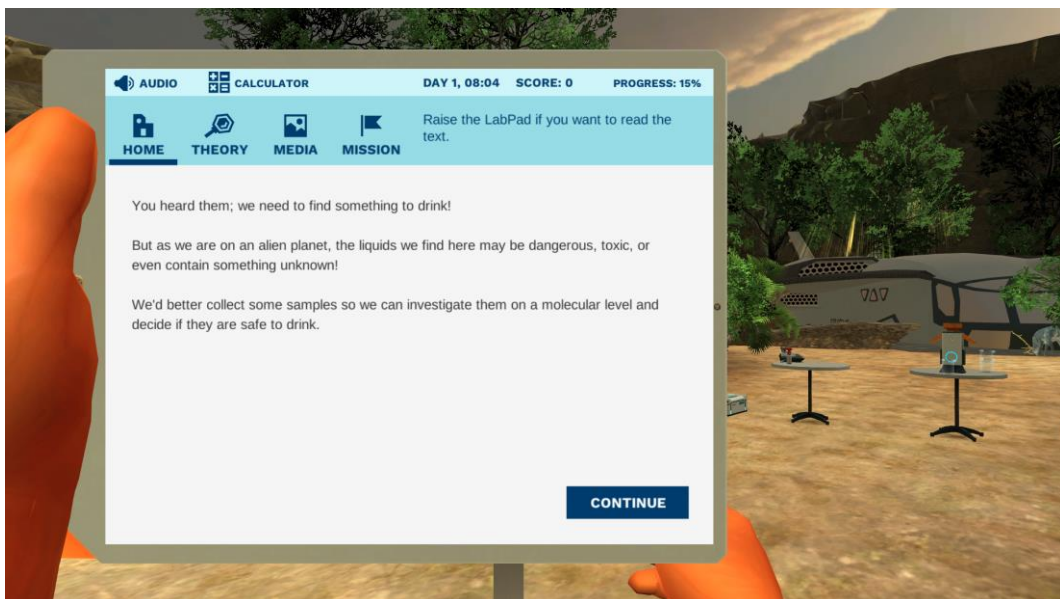 AUDIO
CALCULATOR
DAY 1, 08:04
SCORE: 0
PROGRESS: 15%
HOME
THEORY
MEDIA
MISSION
Raise the LabPad if you want to read the
text.
You heard them; we need to find something to drink!
But as we are on an alien planet, the liquids we find here may be dangerous, toxic, or
even contain something unknown!
We'd better collect some samples so we can investigate them on a molecular level and
decide if they are safe to drink.
CONTINUE